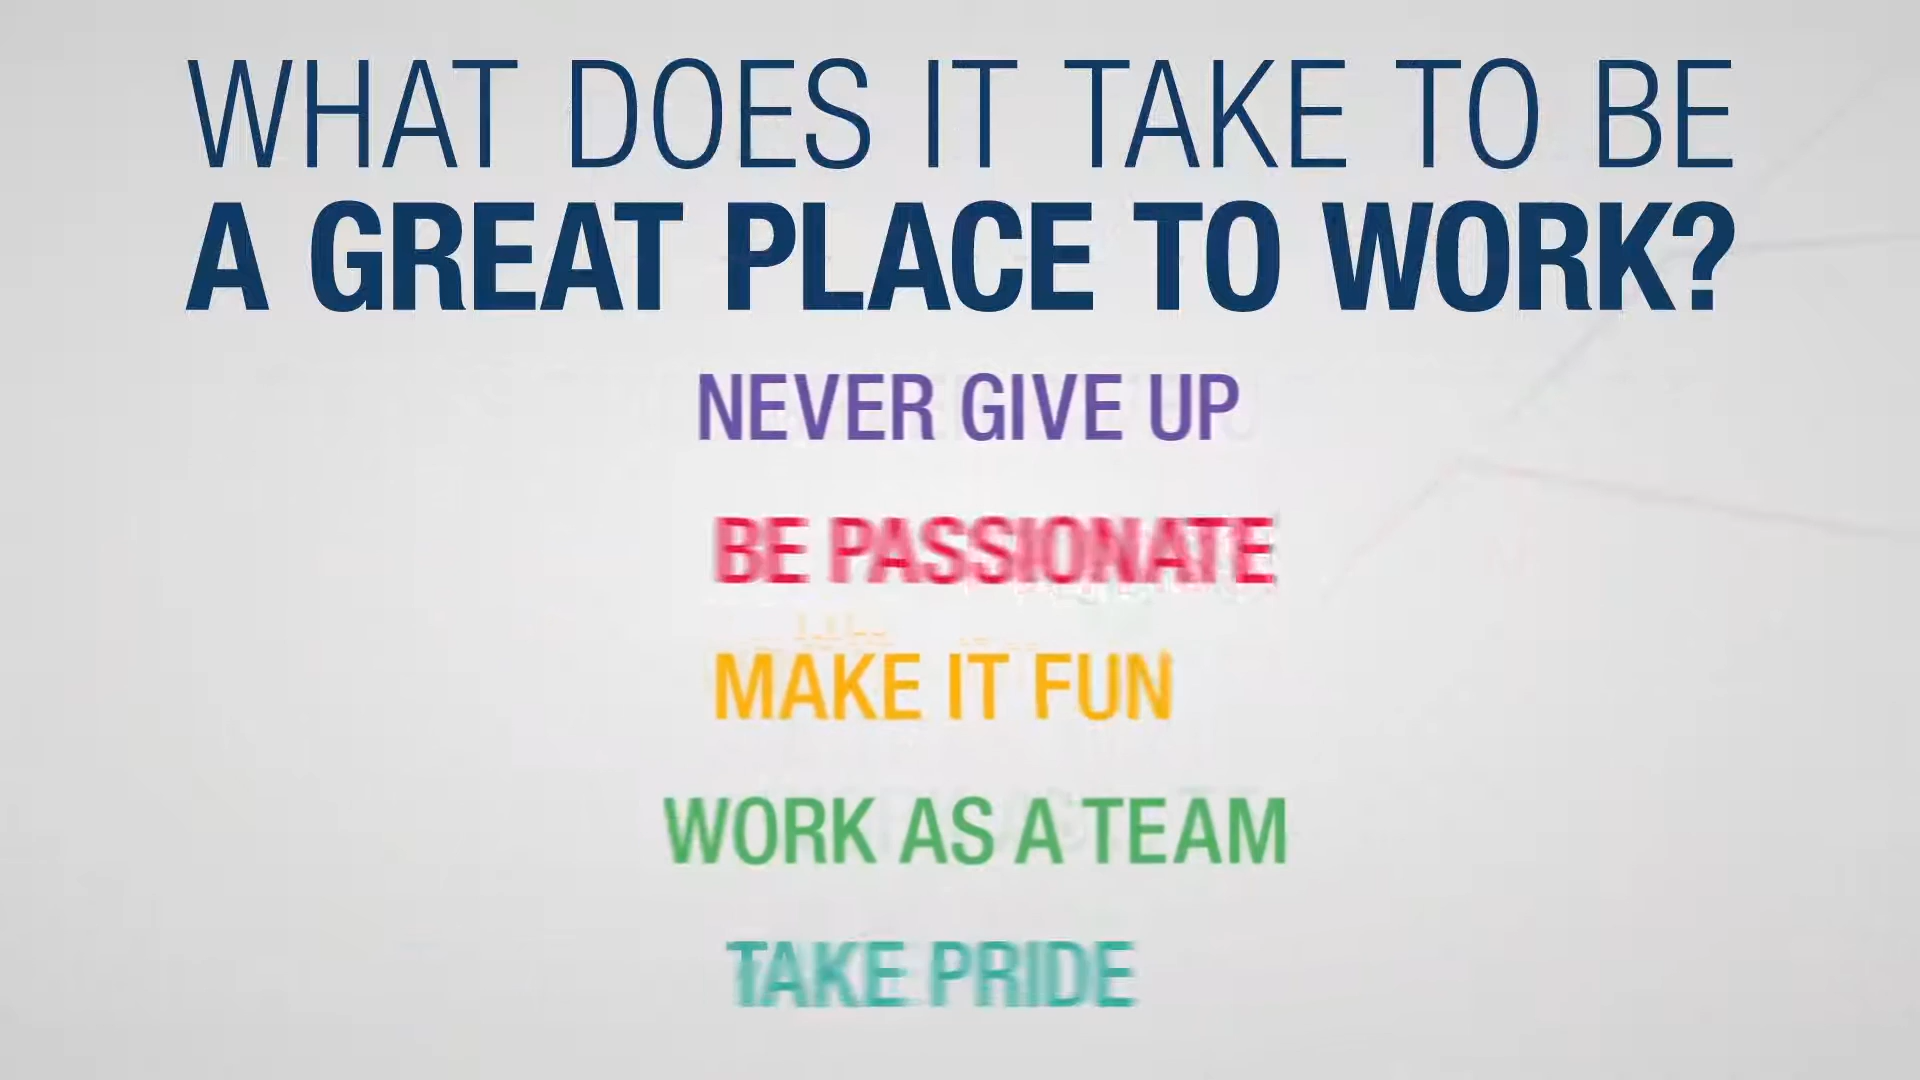 WHAT DOES IT TAKE TO BE
A GREAT PLACE TO WORK?
NEVER GIVE UP
BE PASSIONATE
MAKE IT FUN
WORK AS A TEAM
TAKE PRIDE